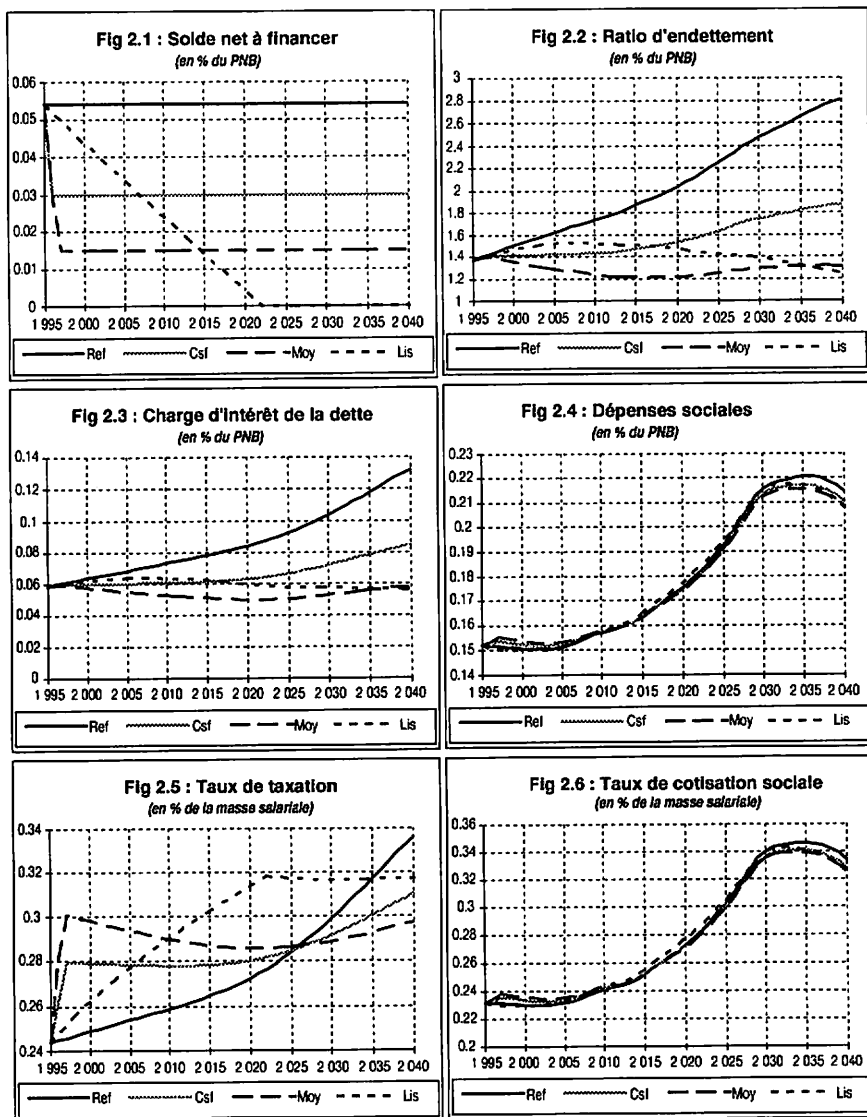 Fig 2.1 : Solde net à financer
(en % du PNB)
0.06
0.05
0.04
0.03
0.02
0.01
0
1 995 2 000 2 005 2 010 2 015 2 020 2 025 2 030 2 035 2 040
Ref Csf Moy Lis
Fig 2.2 : Ratio d'endettement
(en % du PNB)
3
2.8
2.6
2.4
2.2
2
1.8
1.6
1.4
1.2
1
1 995 2 000 2 005 2 010 2 015 2 020 2 025 2 030 2 035 2 040
Ref Csf Moy Lis
Fig 2.3 : Charge d'intérêt de la dette
(en % du PNB)
0.14
0.12
0.1
0.08
0.06
0.04
0.02
0
1 995 2 000 2 005 2 010 2 015 2 020 2 025 2 030 2 035 2 040
Ref Csf Moy Lis
Fig 2.4 : Dépenses sociales
(en % du PNB)
0.22
0.21
0.2
0.19
0.18
0.17
0.16
0.15
0.14
1 995 2 000 2 005 2 010 2 015 2 020 2 025 2 030 2 035 2 040
Ref Csf Moy Lis
Fig 2.5 : Taux de taxation
(en % de la masse salariale)
0.34
0.32
0.3
0.28
0.26
0.24
1 995 2 000 2 005 2 010 2 015 2 020 2 025 2 030 2 035 2 040
Ref Csf Moy Lis
Fig 2.6 : Taux de cotisation sociale
(en % de la masse salariale)
0.36
0.34
0.32
0.3
0.28
0.26
0.24
0.22
0.2
1 995 2 000 2 005 2 010 2 015 2 020 2 025 2 030 2 035 2 040
Ref Csf Moy Lis